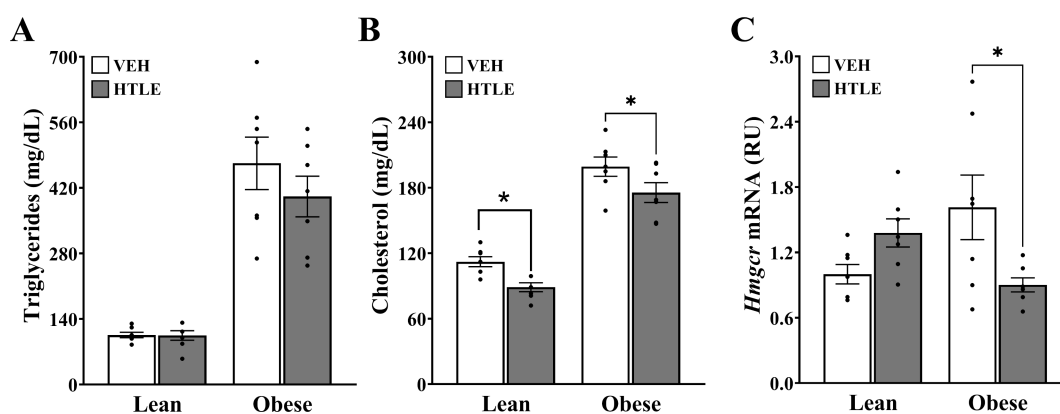 A
Triglycerides (mg/dL)
700
560
420
280
140
0
VEH
HTLE
Lean
Obese
B
Cholesterol (mg/dL)
300
240
180
120
60
0
VEH
HTLE
*
*
Lean
Obese
C
Hmgcr mRNA (RU)
3.0
2.4
1.8
1.2
0.6
0.0
VEH
HTLE
*
Lean
Obese